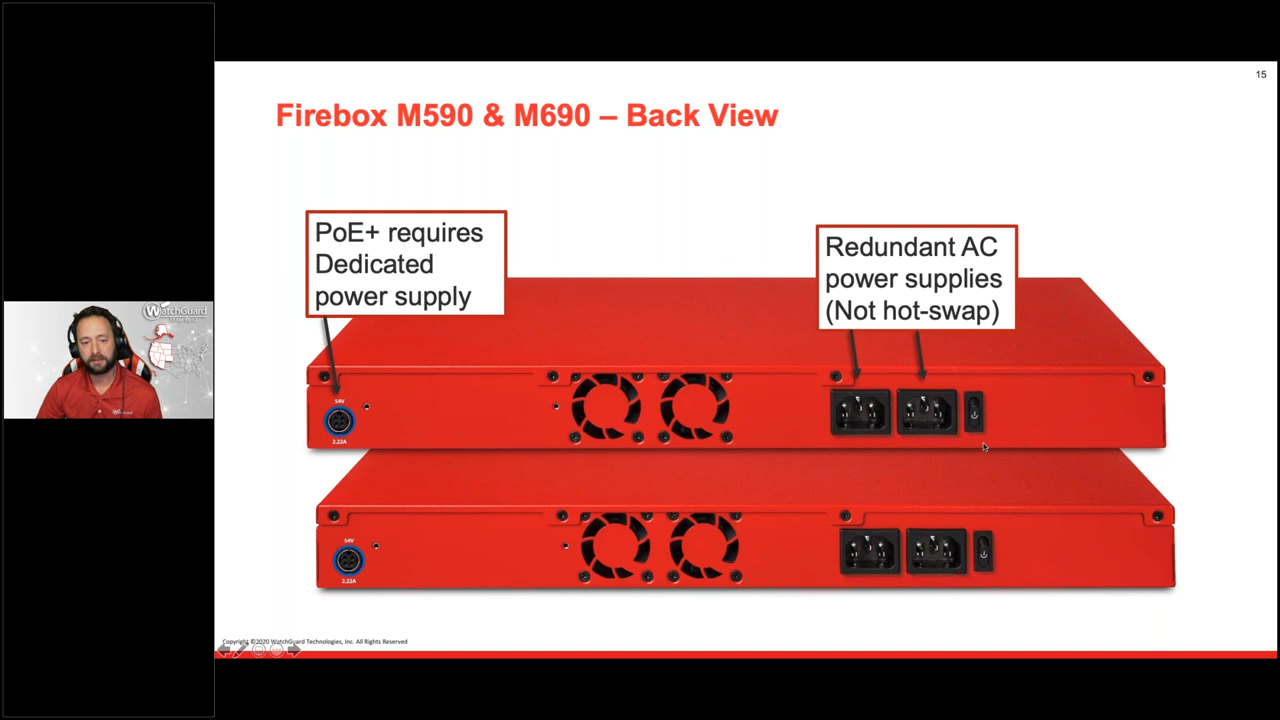 15
Firebox M590 & M690 – Back View
PoE+ requires
Dedicated
power supply
Redundant AC
power supplies
(Not hot-swap)
54V
2.22A
54V
2.22A
WatchGuard
Copyright ©2020 WatchGuard Technologies, Inc. All Rights Reserved